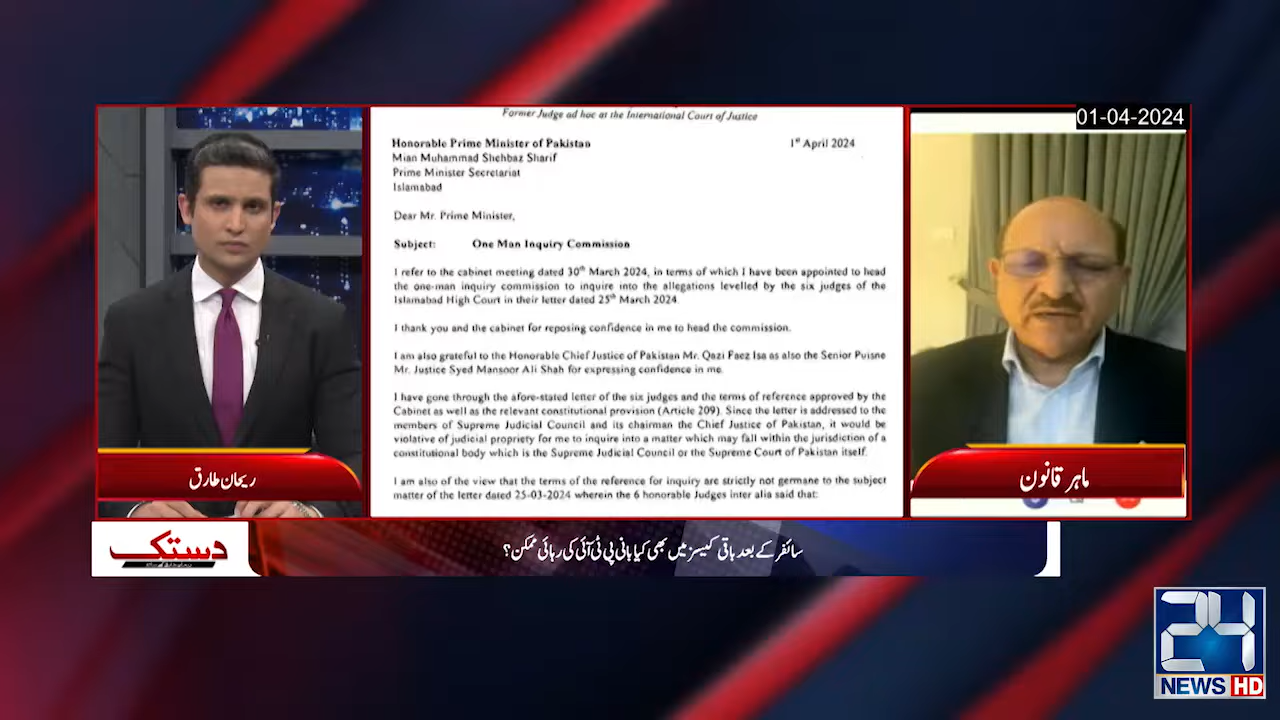 01-04-2024
Former Judge ad hoc at the International Court of Justice
Honorable Prime Minister of Pakistan
1st April 2024
Mian Muhammad Shehbaz Sharif
Prime Minister Secretariat
Islamabad
Dear Mr. Prime Minister,
Subject: One Man Inquiry Commission
I refer to the cabinet meeting dated 30th March 2024, in terms of which I have been appointed to head
the one-man inquiry commission to inquire into the allegations levelled by the six judges of the
Islamabad High Court in their letter dated 25th March 2024.
I thank you and the cabinet for reposing confidence in me to head the commission.
I am also grateful to the Honorable Chief Justice of Pakistan Mr. Qazi Faez Isa as also the Senior Puisne
Mr. Justice Syed Mansoor Ali Shah for expressing confidence in me.
I have gone through the afore-stated letter of the six judges and the terms of reference approved by the
Cabinet as well as the relevant constitutional provision (Article 209). Since the letter is addressed to the
members of Supreme Judicial Council and its chairman the Chief Justice of Pakistan, it would be
violative of judicial propriety for me to inquire into a matter which may fall within the jurisdiction of a
constitutional body which is the Supreme Judicial Council or the Supreme Court of Pakistan itself.
I am also of the view that the terms of the reference for inquiry are strictly not germane to the subject
matter of the letter dated 25-03-2024 wherein the 6 honorable Judges inter alia said that:
ریحان طارق
ماہر قانون
دستک
سائفر کے بعد باقی کیسز میں بھی کیا بانی پی ٹی آئی کی رہائی ممکن؟
24
NEWS HD